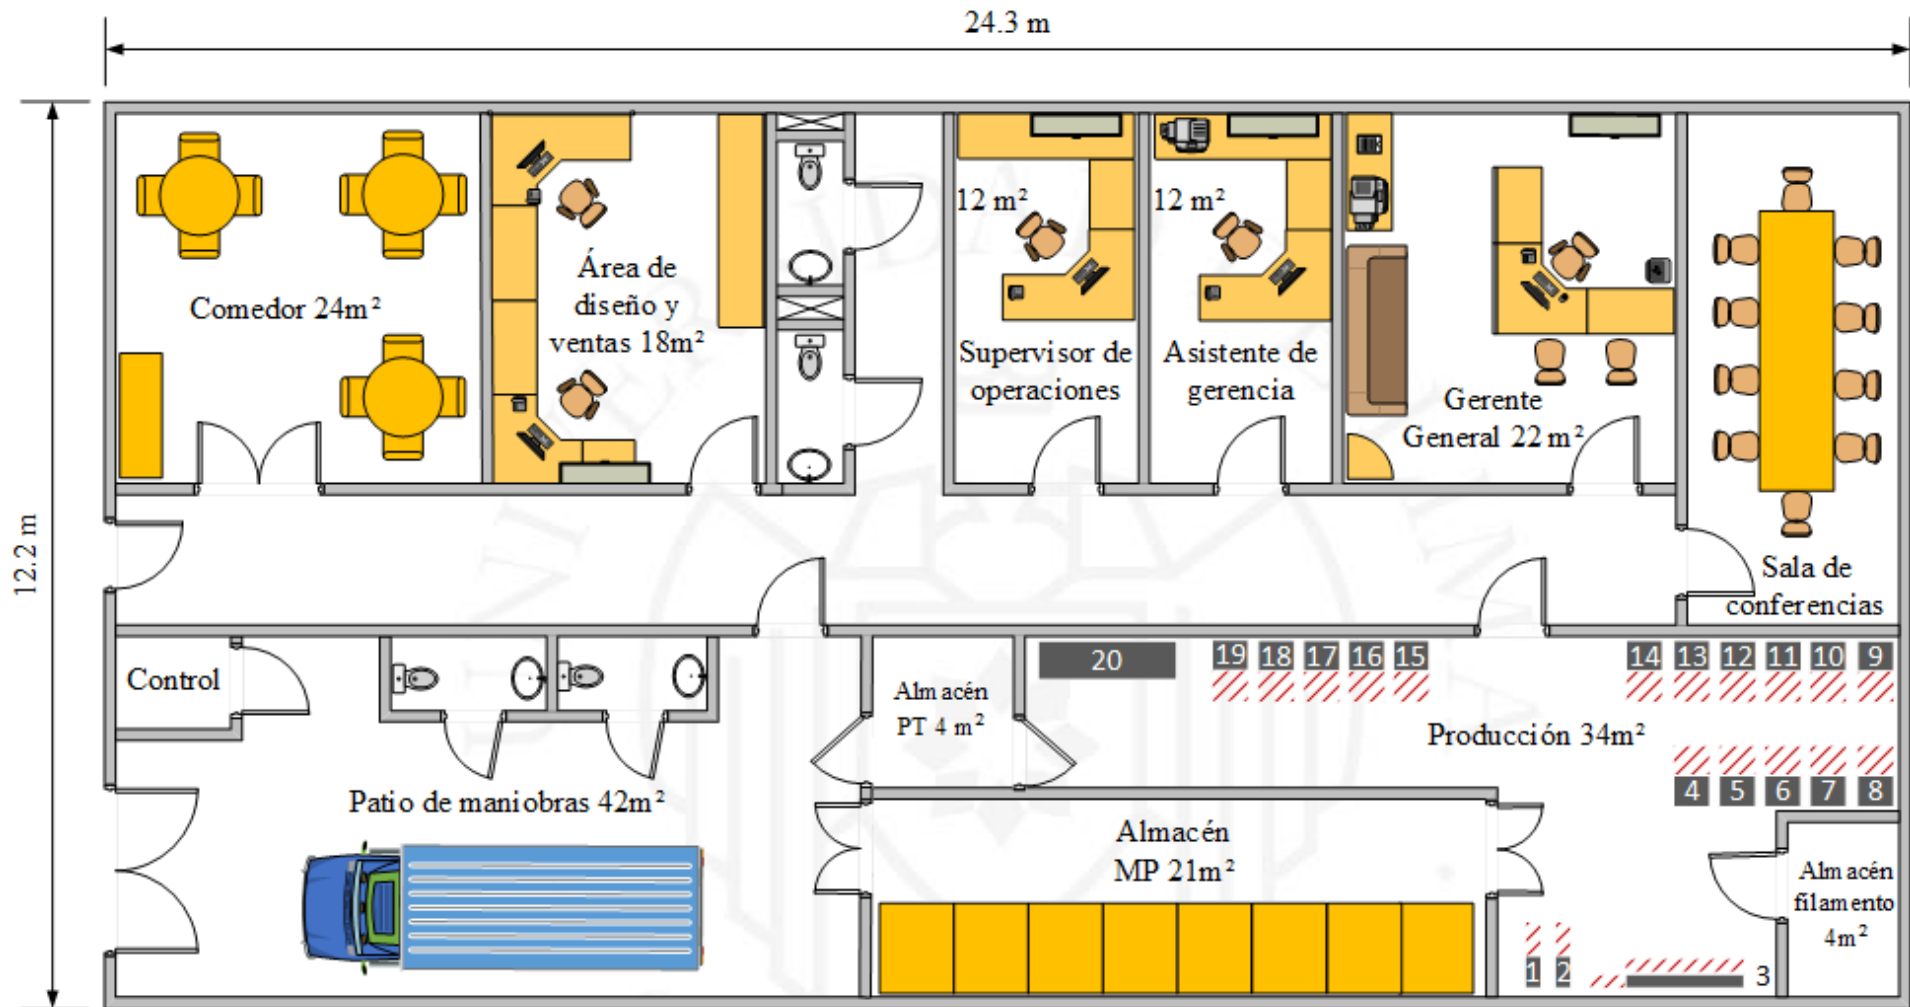 24.3 m
12.2 m
Comedor 24m²
Área de
diseño y
ventas 18m²
12 m²
Supervisor de
operaciones
12 m²
Asistente de
gerencia
Gerente
General 22 m²
Sala de
conferencias
Control
Patio de maniobras 42m²
Almacén
PT 4 m²
20
19 18 17 16 15
14 13 12 11 10 9
Producción 34m²
4 5 6 7 8
Almacén
MP 21m²
Almacén
filamento
4m²
1 2 3